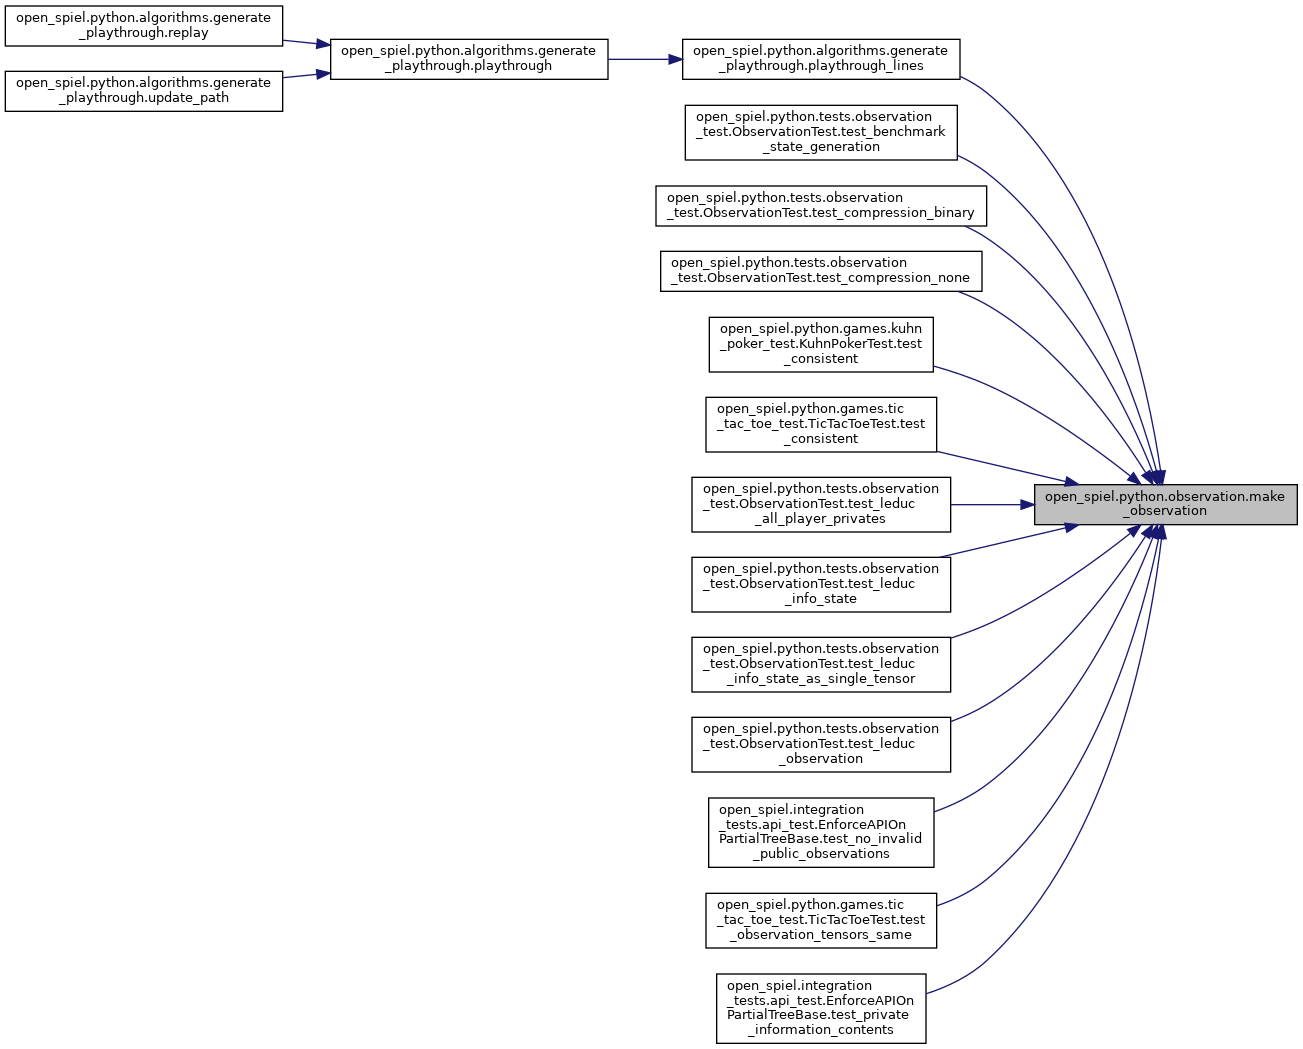 open_spiel.python.algorithms.generate
_playthrough.replay
open_spiel.python.algorithms.generate
_playthrough.update_path
open_spiel.python.algorithms.generate
_playthrough.playthrough
open_spiel.python.algorithms.generate
_playthrough.playthrough_lines
open_spiel.python.tests.observation
_test.ObservationTest.test_benchmark
_state_generation
open_spiel.python.tests.observation
_test.ObservationTest.test_compression_binary
open_spiel.python.tests.observation
_test.ObservationTest.test_compression_none
open_spiel.python.games.kuhn
_poker_test.KuhnPokerTest.test
_consistent
open_spiel.python.games.tic
_tac_toe_test.TicTacToeTest.test
_consistent
open_spiel.python.tests.observation
_test.ObservationTest.test_leduc
_all_player_privates
open_spiel.python.tests.observation
_test.ObservationTest.test_leduc
_info_state
open_spiel.python.tests.observation
_test.ObservationTest.test_leduc
_info_state_as_single_tensor
open_spiel.python.tests.observation
_test.ObservationTest.test_leduc
_observation
open_spiel.integration
_tests.api_test.EnforceAPIOn
PartialTreeBase.test_no_invalid
_public_observations
open_spiel.python.games.tic
_tac_toe_test.TicTacToeTest.test
_observation_tensors_same
open_spiel.integration
_tests.api_test.EnforceAPIOn
PartialTreeBase.test_private
_information_contents
open_spiel.python.observation.make
_observation